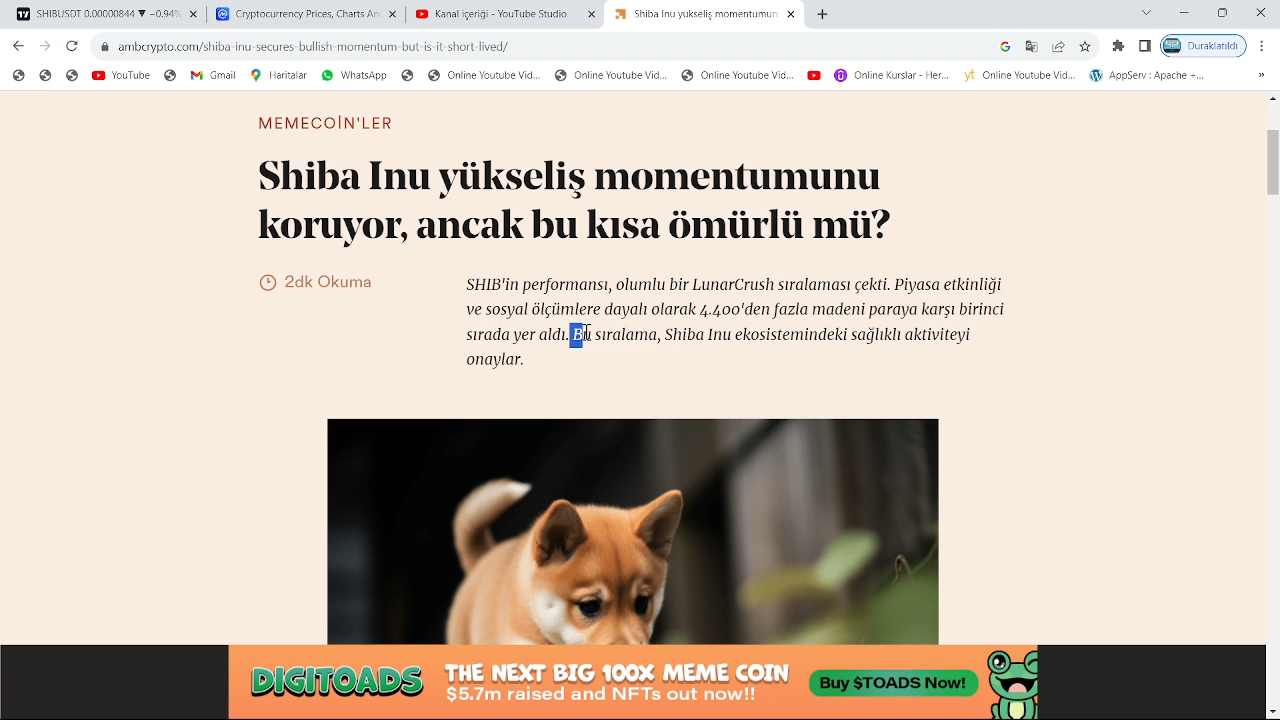 SHIBUSDT 0.00000844 ▼ −0.94%
Cryptocurrency Prices, Charts And
Kanal içeriği - YouTube Studio
Shiba Inu yükseliş momentumunu
ambcrypto.com/shiba-inu-secures-bullish-momentum-but-is-it-short-lived/
Duraklatıldı
YouTube
Gmail
Haritalar
WhatsApp
Online Youtube Vid...
Online Youtube Vid...
Online Youtube Vid...
Online Kurslar - Her...
yt Online Youtube Vid...
AppServ : Apache +...
»
MEMECOİN'LER
Shiba Inu yükseliş momentumunu
koruyor, ancak bu kısa ömürlü mü?
2dk Okuma
SHIB'in performansı, olumlu bir LunarCrush sıralaması çekti. Piyasa etkinliği
ve sosyal ölçümlere dayalı olarak 4.400'den fazla madeni paraya karşı birinci
sırada yer aldı. Bu sıralama, Shiba Inu ekosistemindeki sağlıklı aktiviteyi
onaylar.
DIGITOADS
THE NEXT BIG 100X MEME COIN
$5.7m raised and NFTs out now!!
Buy $TOADS Now!